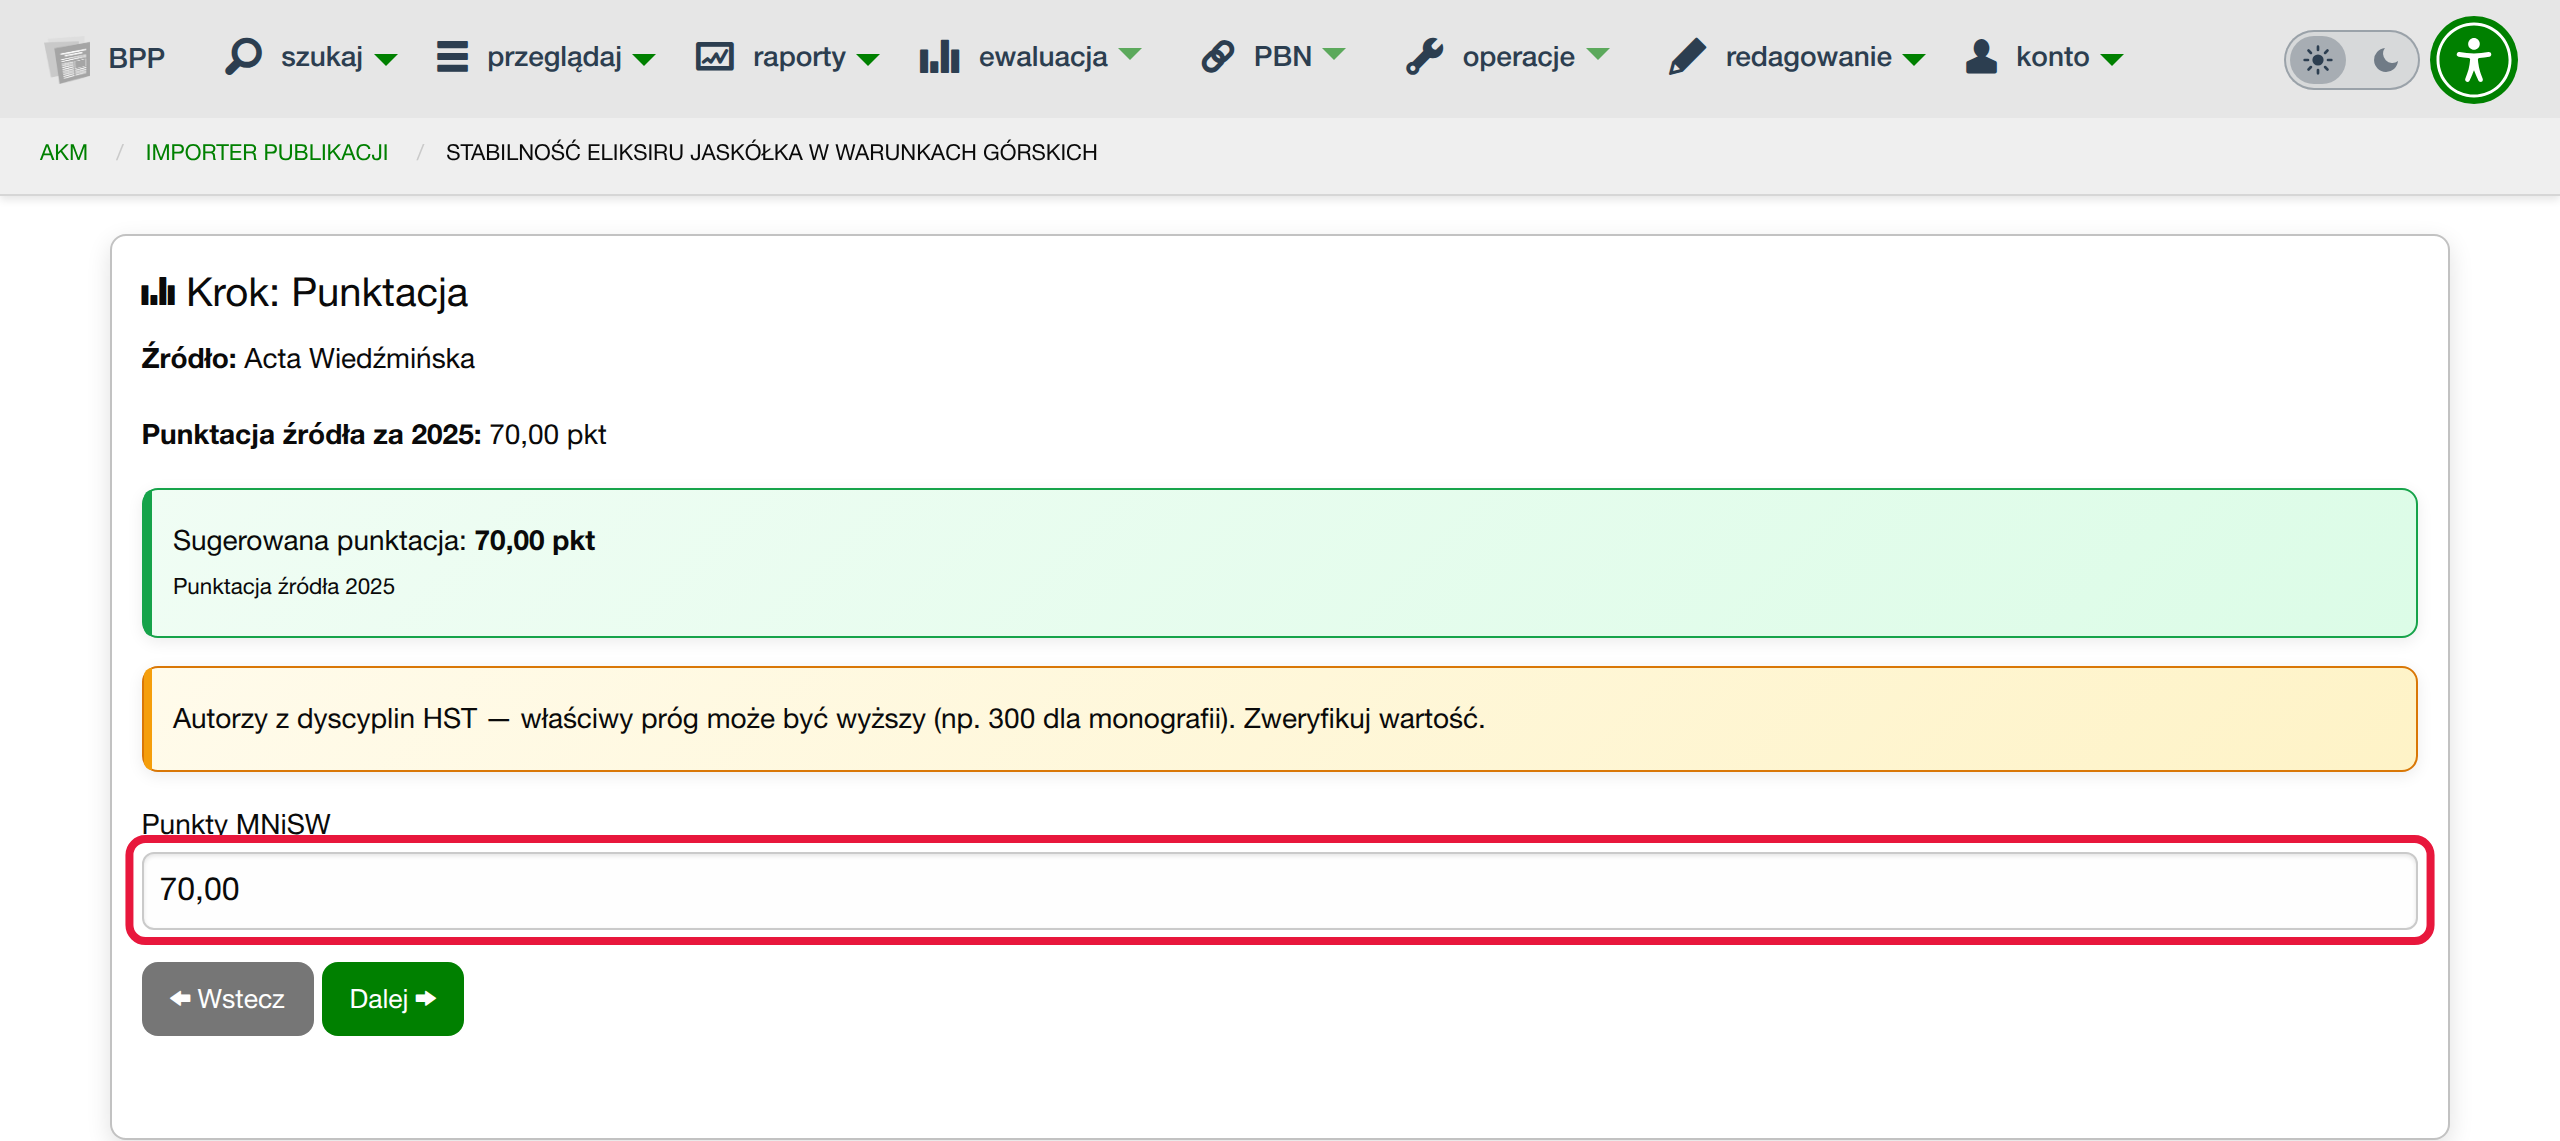 BPP szukaj przeglądaj raporty ewaluacja PBN operacje redagowanie konto
AKM / IMPORTER PUBLIKACJI / STABILNOŚĆ ELIKSIRU JASKÓŁKA W WARUNKACH GÓRSKICH
Krok: Punktacja
Źródło: Acta Wiedźmińska
Punktacja źródła za 2025: 70,00 pkt
Sugerowana punktacja: 70,00 pkt
Punktacja źródła 2025
Autorzy z dyscyplin HST — właściwy próg może być wyższy (np. 300 dla monografii). Zweryfikuj wartość.
Punkty MNiSW
70,00
Wstecz Dalej